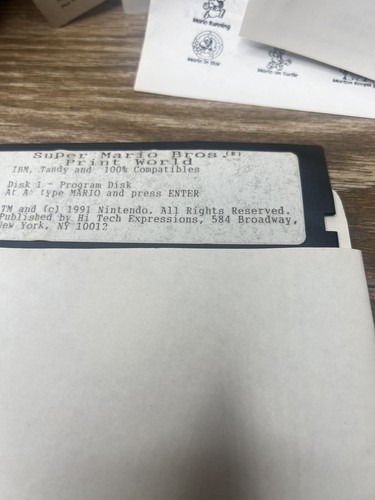 Mario Running
Mario in Star
Mario on Turtle
Super Mario Bros.(R)
Print World
IBM, Tandy and 100% Compatibles
Disk 1 - Program Disk
At A> type MARIO and press ENTER
TM and (c) 1991 Nintendo. All Rights Reserved.
Published by Hi Tech Expressions, 584 Broadway,
New York, NY 10012